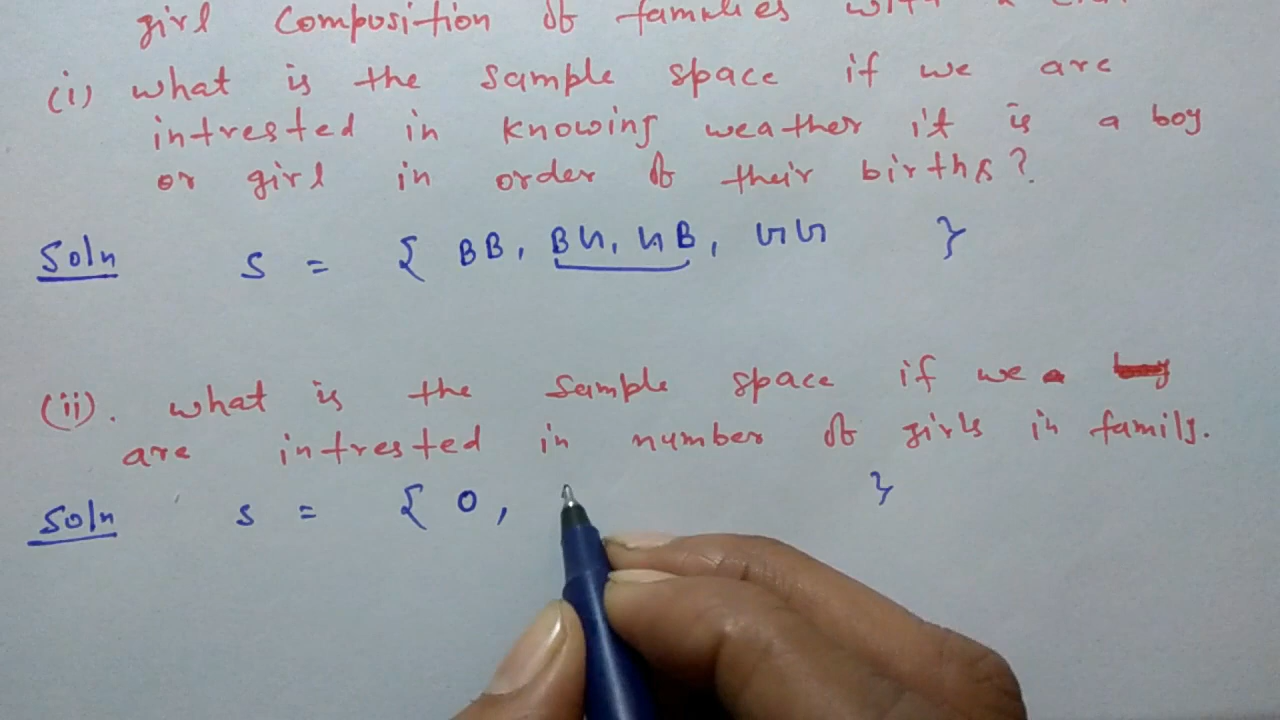 girl composition of families with a
(i) what is the sample space if we are
intrested in knowing weather it is a boy
or girl in order of their births?
Soln S = { BB, BG, GB, GG }
(ii). what is the sample space if we
are intrested in number of girls in family.
Soln S = { 0, }